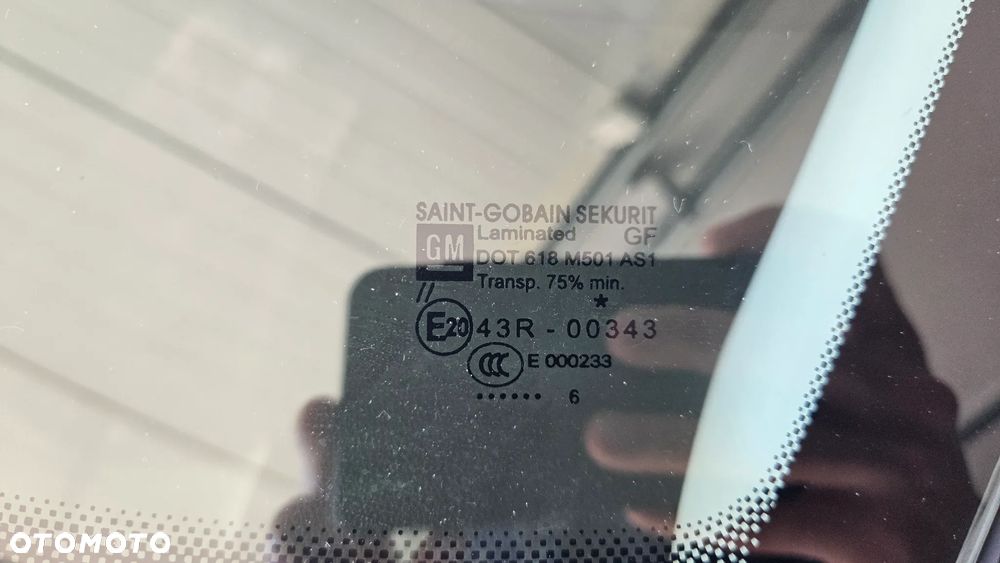 SAINT-GOBAIN SEKURIT
GM Laminated GF
DOT 618 M501 AS1
Transp. 75% min.
//
*
E20 43R - 00343
CCC E 000233
...... 6
OTOMOTO